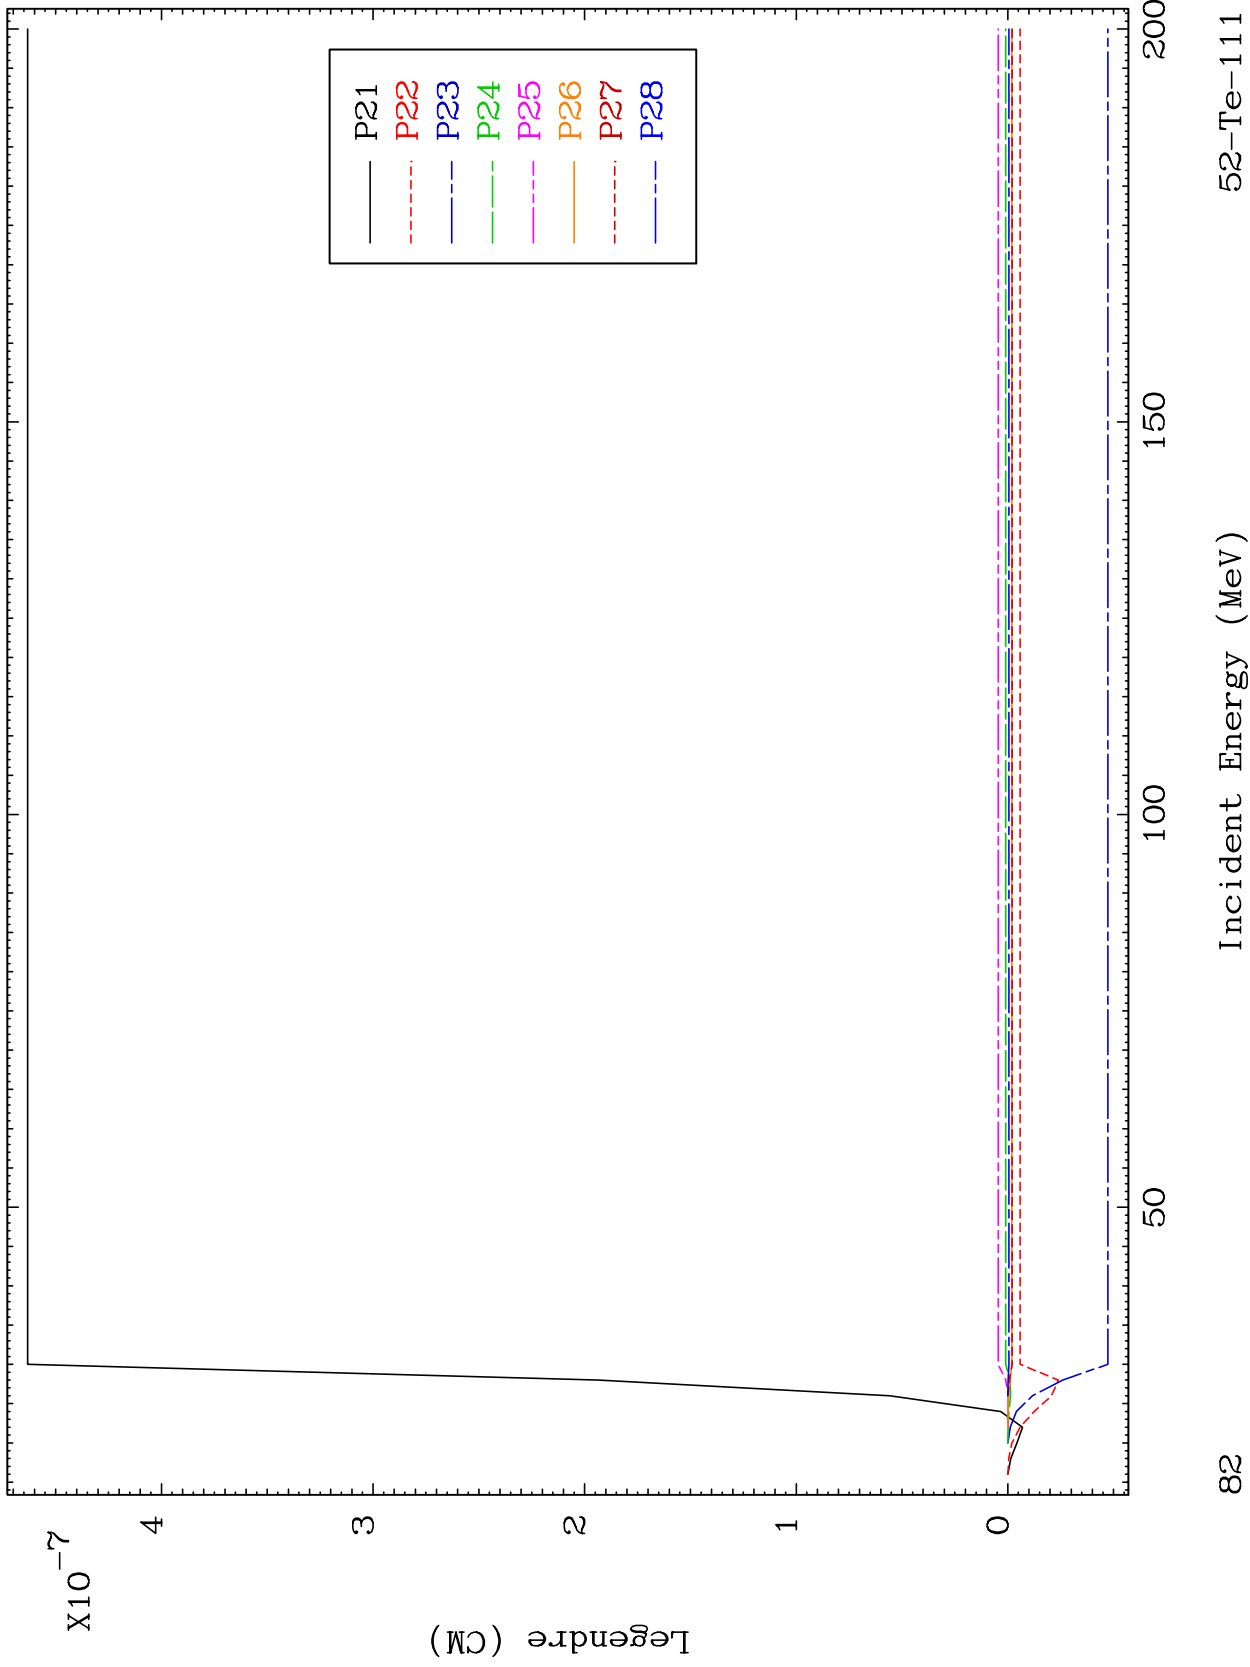 X10-7
4
3
2
1
0
Legendre (CM)
P21
P22
P23
P24
P25
P26
P27
P28
50
100
150
200
Incident Energy (MeV)
82
52-Te-111